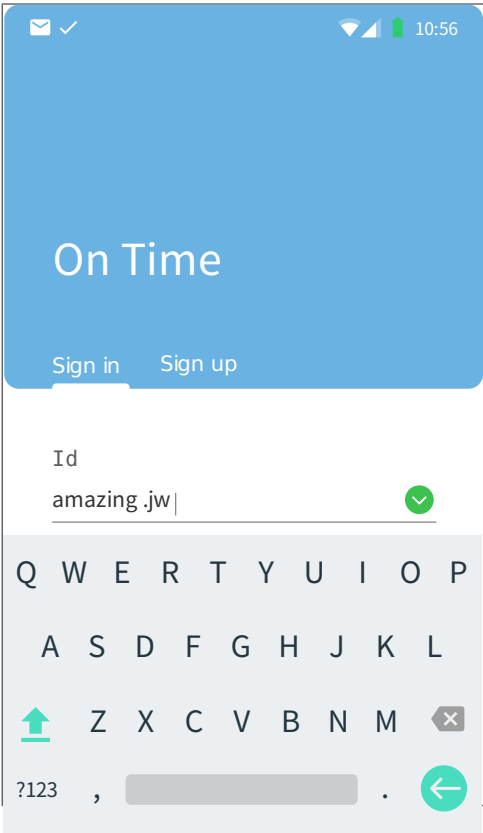 10:56
On Time
Sign in Sign up
Id
amazing .jw
Q W E R T Y U I O P
A S D F G H J K L
Z X C V B N M
?123 , .